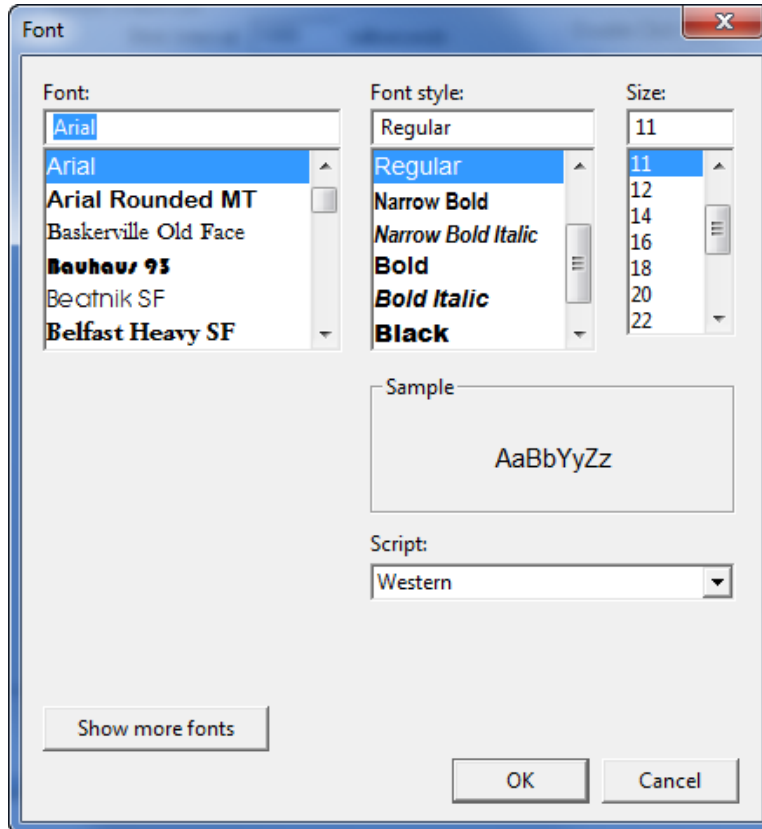 Font
Font:
Arial
Arial
Arial Rounded MT
Baskerville Old Face
Bauhaus 93
Beatnik SF
Belfast Heavy SF
Font style:
Regular
Regular
Narrow Bold
Narrow Bold Italic
Bold
Bold Italic
Black
Size:
11
11
12
14
16
18
20
22
Sample
AaBbYyZz
Script:
Western
Show more fonts
OK
Cancel